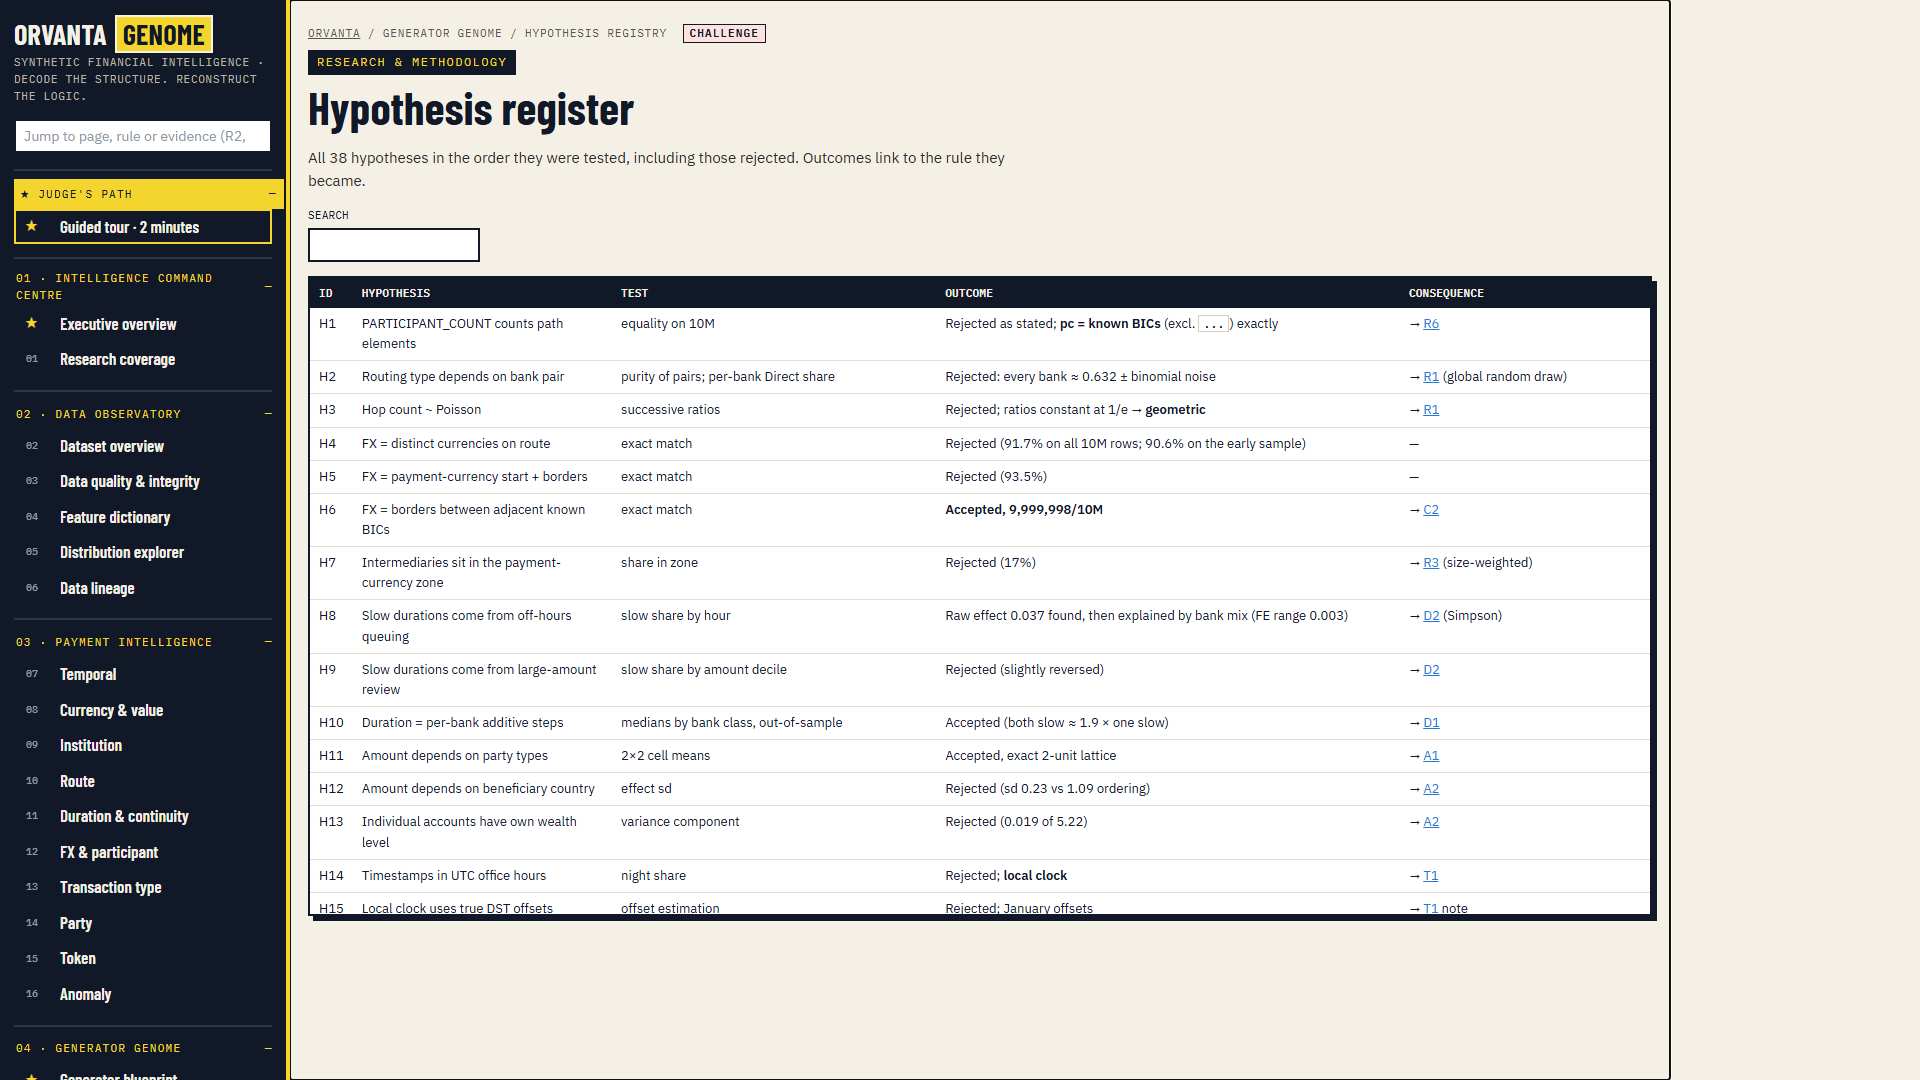 ORVANTA GENOME
SYNTHETIC FINANCIAL INTELLIGENCE ·
DECODE THE STRUCTURE. RECONSTRUCT
THE LOGIC.
Jump to page, rule or evidence (R2,
★ JUDGE'S PATH −
★ Guided tour · 2 minutes
01 · INTELLIGENCE COMMAND
CENTRE −
★ Executive overview
01 Research coverage
02 · DATA OBSERVATORY −
02 Dataset overview
03 Data quality & integrity
04 Feature dictionary
05 Distribution explorer
06 Data lineage
03 · PAYMENT INTELLIGENCE −
07 Temporal
08 Currency & value
09 Institution
10 Route
11 Duration & continuity
12 FX & participant
13 Transaction type
14 Party
15 Token
16 Anomaly
04 · GENERATOR GENOME −
★ Generator blueprint
ORVANTA / GENERATOR GENOME / HYPOTHESIS REGISTRY CHALLENGE
RESEARCH & METHODOLOGY
Hypothesis register
All 38 hypotheses in the order they were tested, including those rejected. Outcomes link to the rule they
became.
SEARCH
ID HYPOTHESIS TEST OUTCOME CONSEQUENCE
H1 PARTICIPANT_COUNT counts path equality on 10M Rejected as stated; pc = known BICs (excl. ...) exactly → R6
elements
H2 Routing type depends on bank pair purity of pairs; per-bank Direct share Rejected: every bank ≈ 0.632 ± binomial noise → R1 (global random draw)
H3 Hop count ~ Poisson successive ratios Rejected; ratios constant at 1/e → geometric → R1
H4 FX = distinct currencies on route exact match Rejected (91.7% on all 10M rows; 90.6% on the early sample) —
H5 FX = payment-currency start + borders exact match Rejected (93.5%) —
H6 FX = borders between adjacent known exact match Accepted, 9,999,998/10M → C2
BICs
H7 Intermediaries sit in the payment- share in zone Rejected (17%) → R3 (size-weighted)
currency zone
H8 Slow durations come from off-hours slow share by hour Raw effect 0.037 found, then explained by bank mix (FE range 0.003) → D2 (Simpson)
queuing
H9 Slow durations come from large-amount slow share by amount decile Rejected (slightly reversed) → D2
review
H10 Duration = per-bank additive steps medians by bank class, out-of-sample Accepted (both slow ≈ 1.9 × one slow) → D1
H11 Amount depends on party types 2×2 cell means Accepted, exact 2-unit lattice → A1
H12 Amount depends on beneficiary country effect sd Rejected (sd 0.23 vs 1.09 ordering) → A2
H13 Individual accounts have own wealth variance component Rejected (0.019 of 5.22) → A2
level
H14 Timestamps in UTC office hours night share Rejected; local clock → T1
H15 Local clock uses true DST offsets offset estimation Rejected; January offsets → T1 note